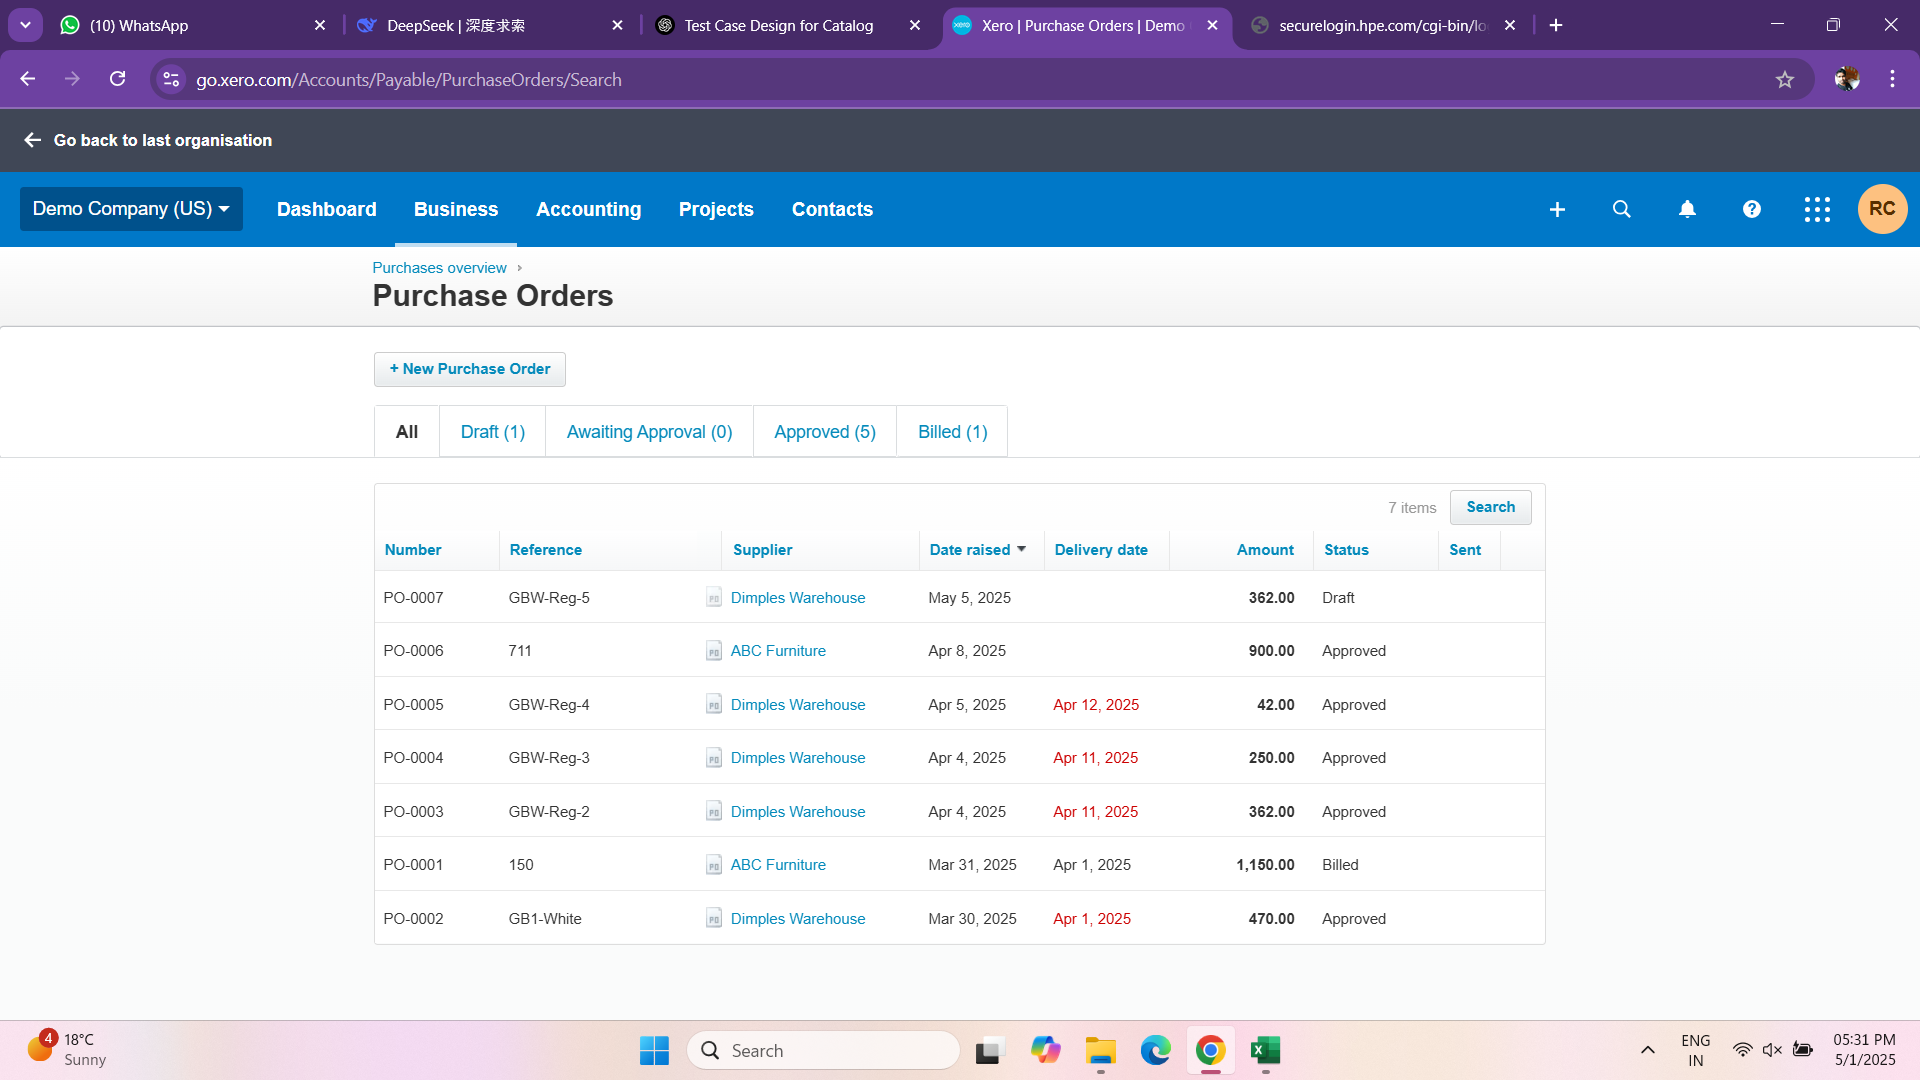 (10) WhatsApp
DeepSeek | 深度求索
Test Case Design for Catalog
Xero | Purchase Orders | Demo
securelogin.hpe.com/cgi-bin/lo
go.xero.com/Accounts/Payable/PurchaseOrders/Search
Go back to last organisation
Demo Company (US) Dashboard Business Accounting Projects Contacts RC
Purchases overview
Purchase Orders
+ New Purchase Order
All Draft (1) Awaiting Approval (0) Approved (5) Billed (1)
7 items Search
Number Reference Supplier Date raised Delivery date Amount Status Sent
PO-0007 GBW-Reg-5 Dimples Warehouse May 5, 2025 362.00 Draft
PO-0006 711 ABC Furniture Apr 8, 2025 900.00 Approved
PO-0005 GBW-Reg-4 Dimples Warehouse Apr 5, 2025 Apr 12, 2025 42.00 Approved
PO-0004 GBW-Reg-3 Dimples Warehouse Apr 4, 2025 Apr 11, 2025 250.00 Approved
PO-0003 GBW-Reg-2 Dimples Warehouse Apr 4, 2025 Apr 11, 2025 362.00 Approved
PO-0001 150 ABC Furniture Mar 31, 2025 Apr 1, 2025 1,150.00 Billed
PO-0002 GB1-White Dimples Warehouse Mar 30, 2025 Apr 1, 2025 470.00 Approved
4
18°C
Sunny
Search
ENG
IN
05:31 PM
5/1/2025